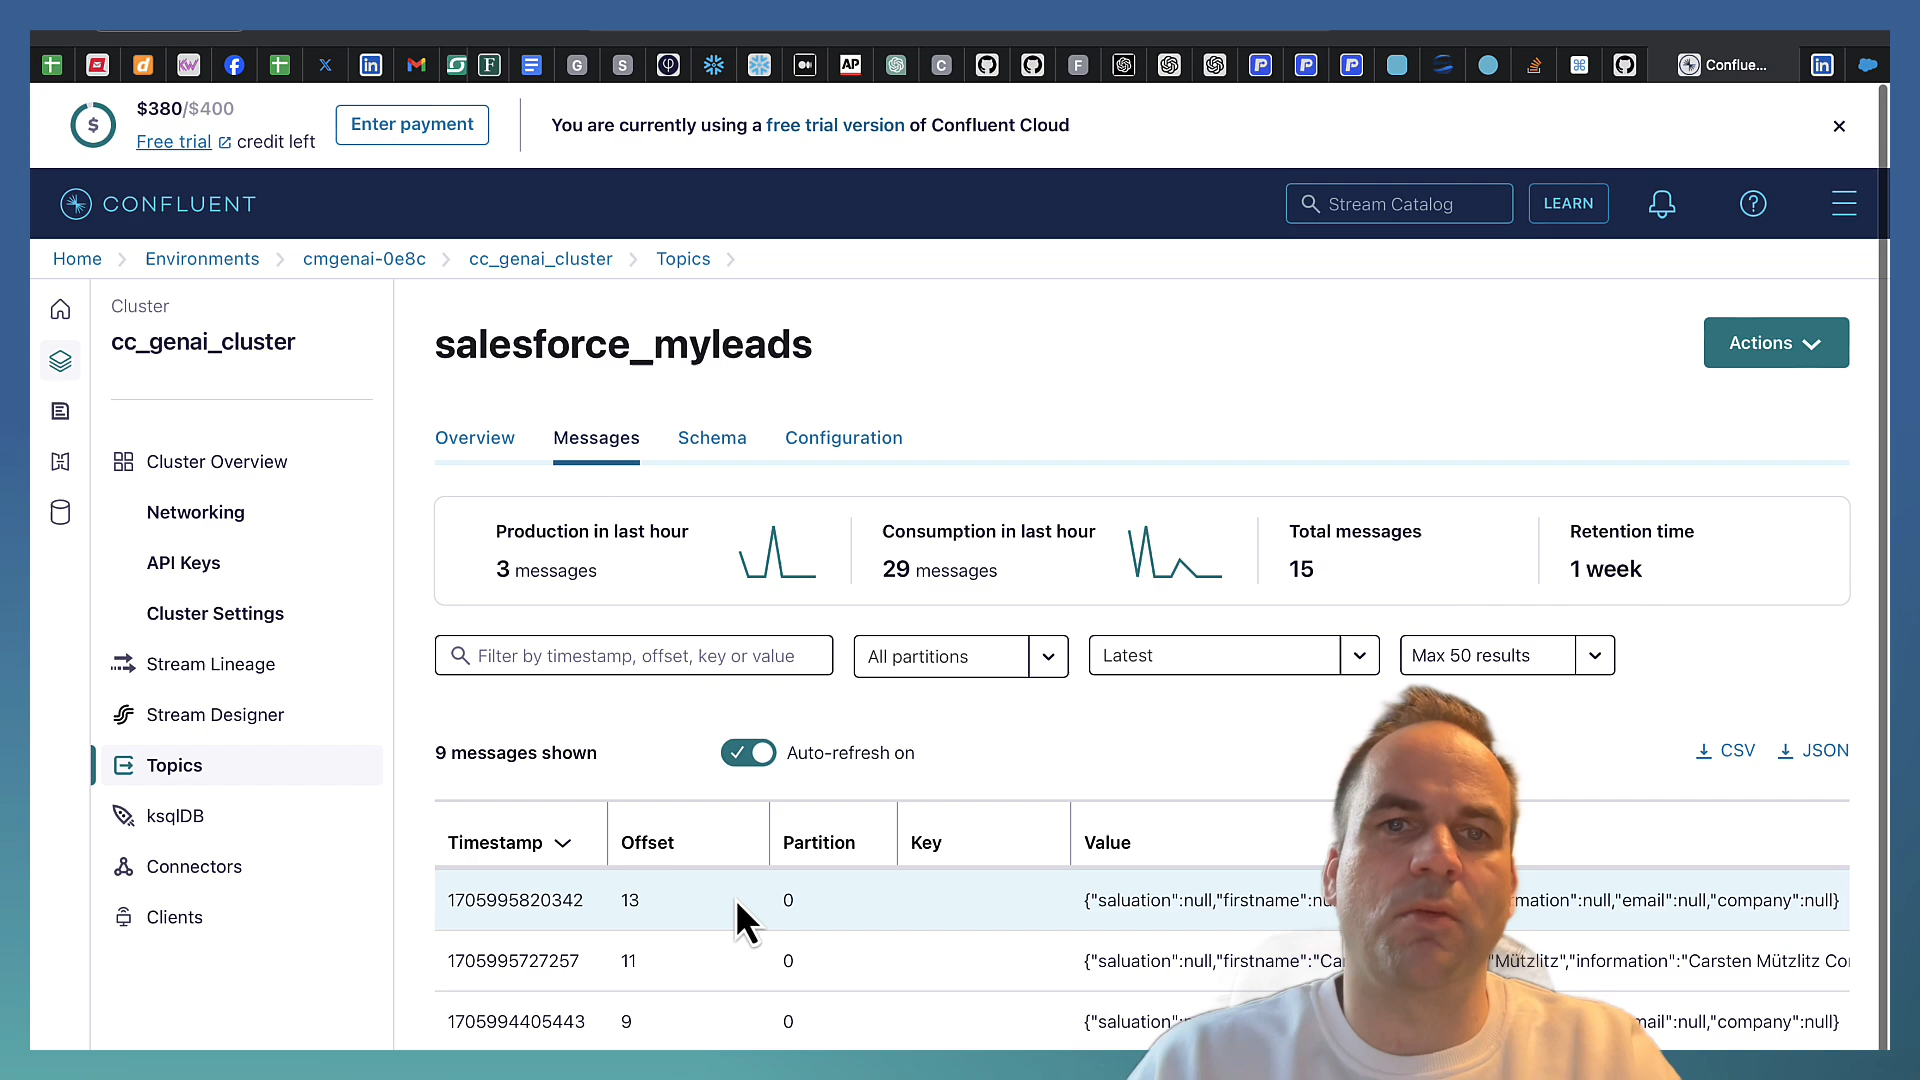 Conflue...
$380/$400
Free trial credit left
Enter payment
You are currently using a free trial version of Confluent Cloud
CONFLUENT
Stream Catalog
LEARN
Home
Environments
cmgenai-0e8c
cc_genai_cluster
Topics
Cluster
cc_genai_cluster
Cluster Overview
Networking
API Keys
Cluster Settings
Stream Lineage
Stream Designer
Topics
ksqlDB
Connectors
Clients
salesforce_myleads
Actions
Overview
Messages
Schema
Configuration
Production in last hour
3 messages
Consumption in last hour
29 messages
Total messages
15
Retention time
1 week
Filter by timestamp, offset, key or value
All partitions
Latest
Max 50 results
9 messages shown
Auto-refresh on
CSV
JSON
Timestamp Offset Partition Key Value
1705995820342 13 0 {"saluation":null,"firstname":nu rmation":null,"email":null,"company":null}
1705995727257 11 0 {"saluation":null,"firstname":"Ca "Mützlitz","information":"Carsten Mützlitz Co
1705994405443 9 0 {"saluation": mail":null,"company":null}